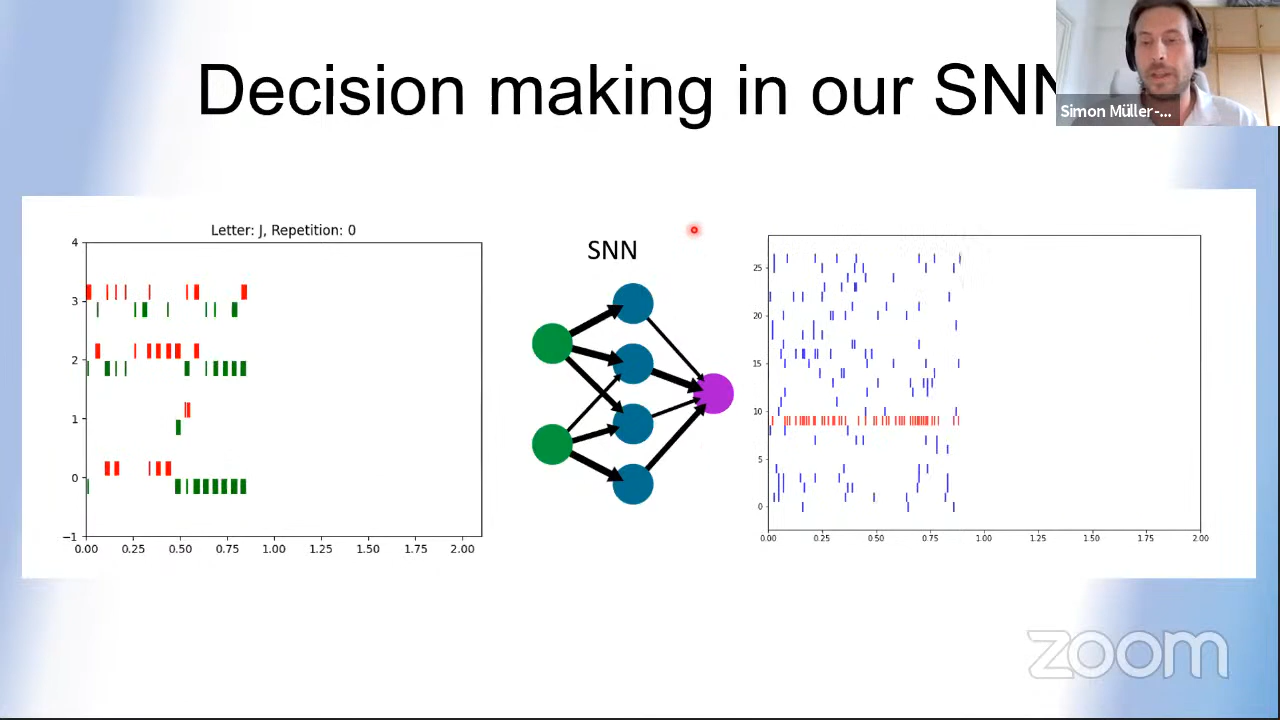 Decision making in our SNN
Simon Müller-...
Letter: J, Repetition: 0
4
3
2
1
0
−1
0.00 0.25 0.50 0.75 1.00 1.25 1.50 1.75 2.00
SNN
25
20
15
10
5
0
0.00 0.25 0.50 0.75 1.00 1.25 1.50 1.75 2.00
zoom